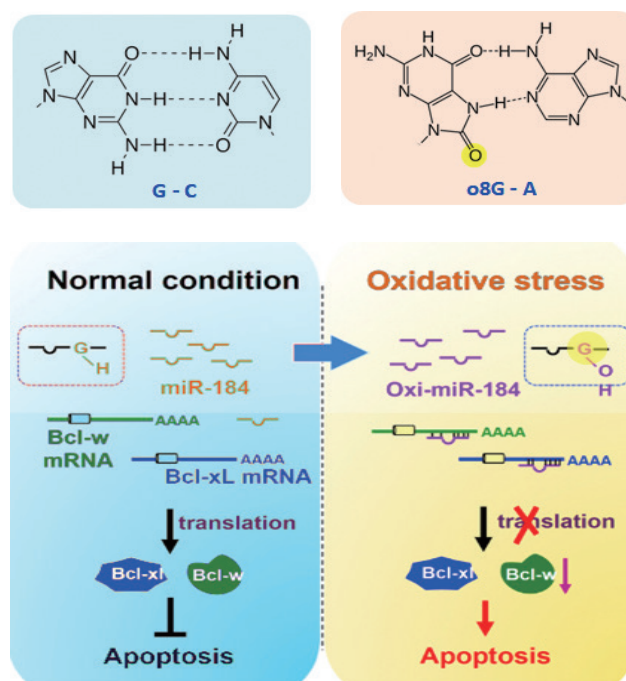 O
H-N
H
N
N
N
N-H
N
N
N-H
H
O
N
G - C
H₂N
NH
O
H-N
H
N
N
N
N-H
N
N
N
O
o8G - A
Normal condition
Oxidative stress
G
H
miR-184
Oxi-miR-184
G
O
H
AAAA
Bcl-w
mRNA
AAAA
Bcl-xL mRNA
AAAA
AAAA
translation
translation
Bcl-xl
Bcl-w
Bcl-xl
Bcl-w
Apoptosis
Apoptosis